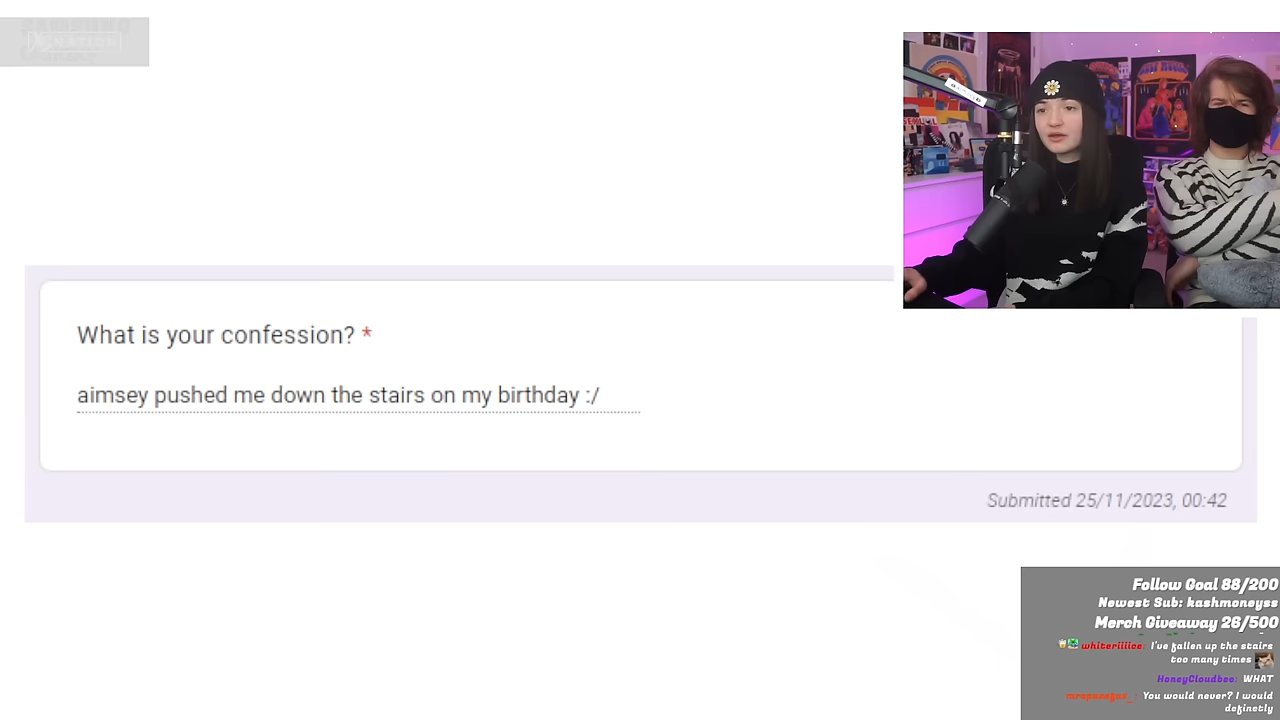 What is your confession? *
aimsey pushed me down the stairs on my birthday :/
Submitted 25/11/2023, 00:42
Follow Goal 88/200
Newest Sub: kashmoneyss
Merch Giveaway 26/500
whiteriiiice: I've fallen up the stairs
too many times
HoneyCloudbee: WHAT
You would never? I would
definetly